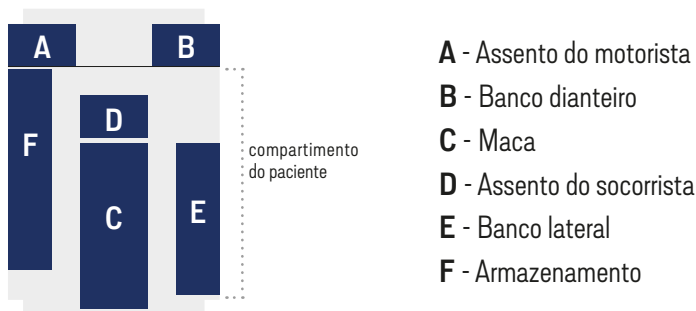 A
B
F
D
C
E
compartimento
do paciente
A - Assento do motorista
B - Banco dianteiro
C - Maca
D - Assento do socorrista
E - Banco lateral
F - Armazenamento